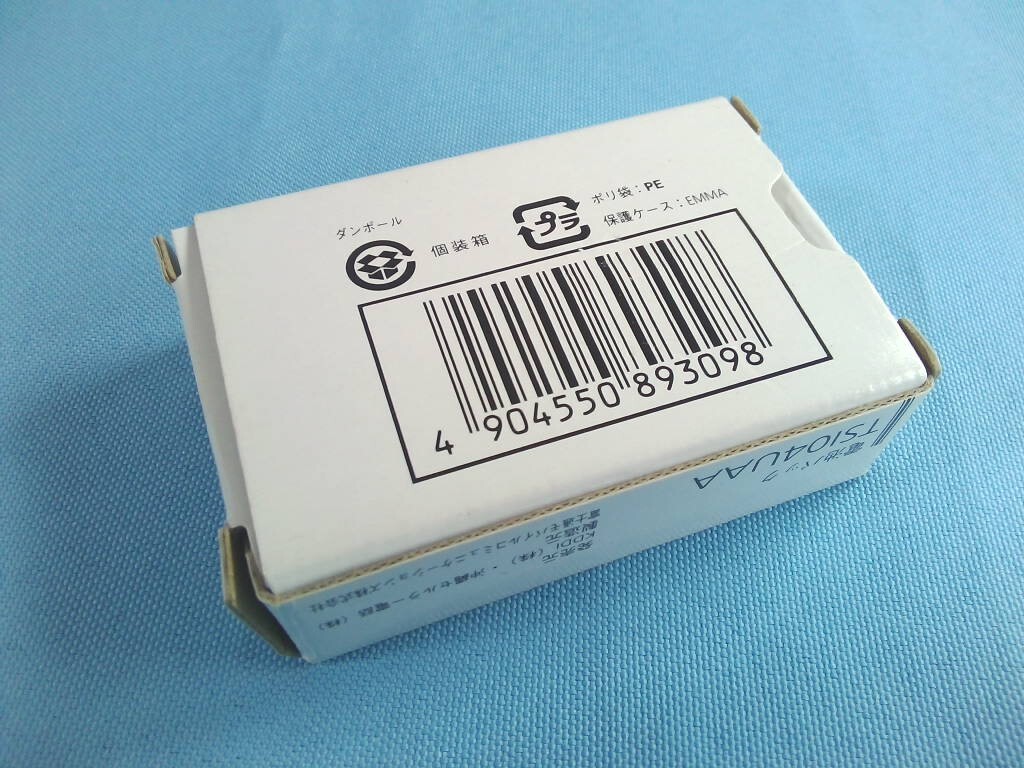 ダンボール
個装箱
プラ
ポリ袋：PE
保護ケース：EMMA
4 904550 893098
電池パック
TSI04UAA
発売元
KDDI（株）・沖縄セルラー電話（株）
製造元
富士通モバイルコミュニケーションズ株式会社